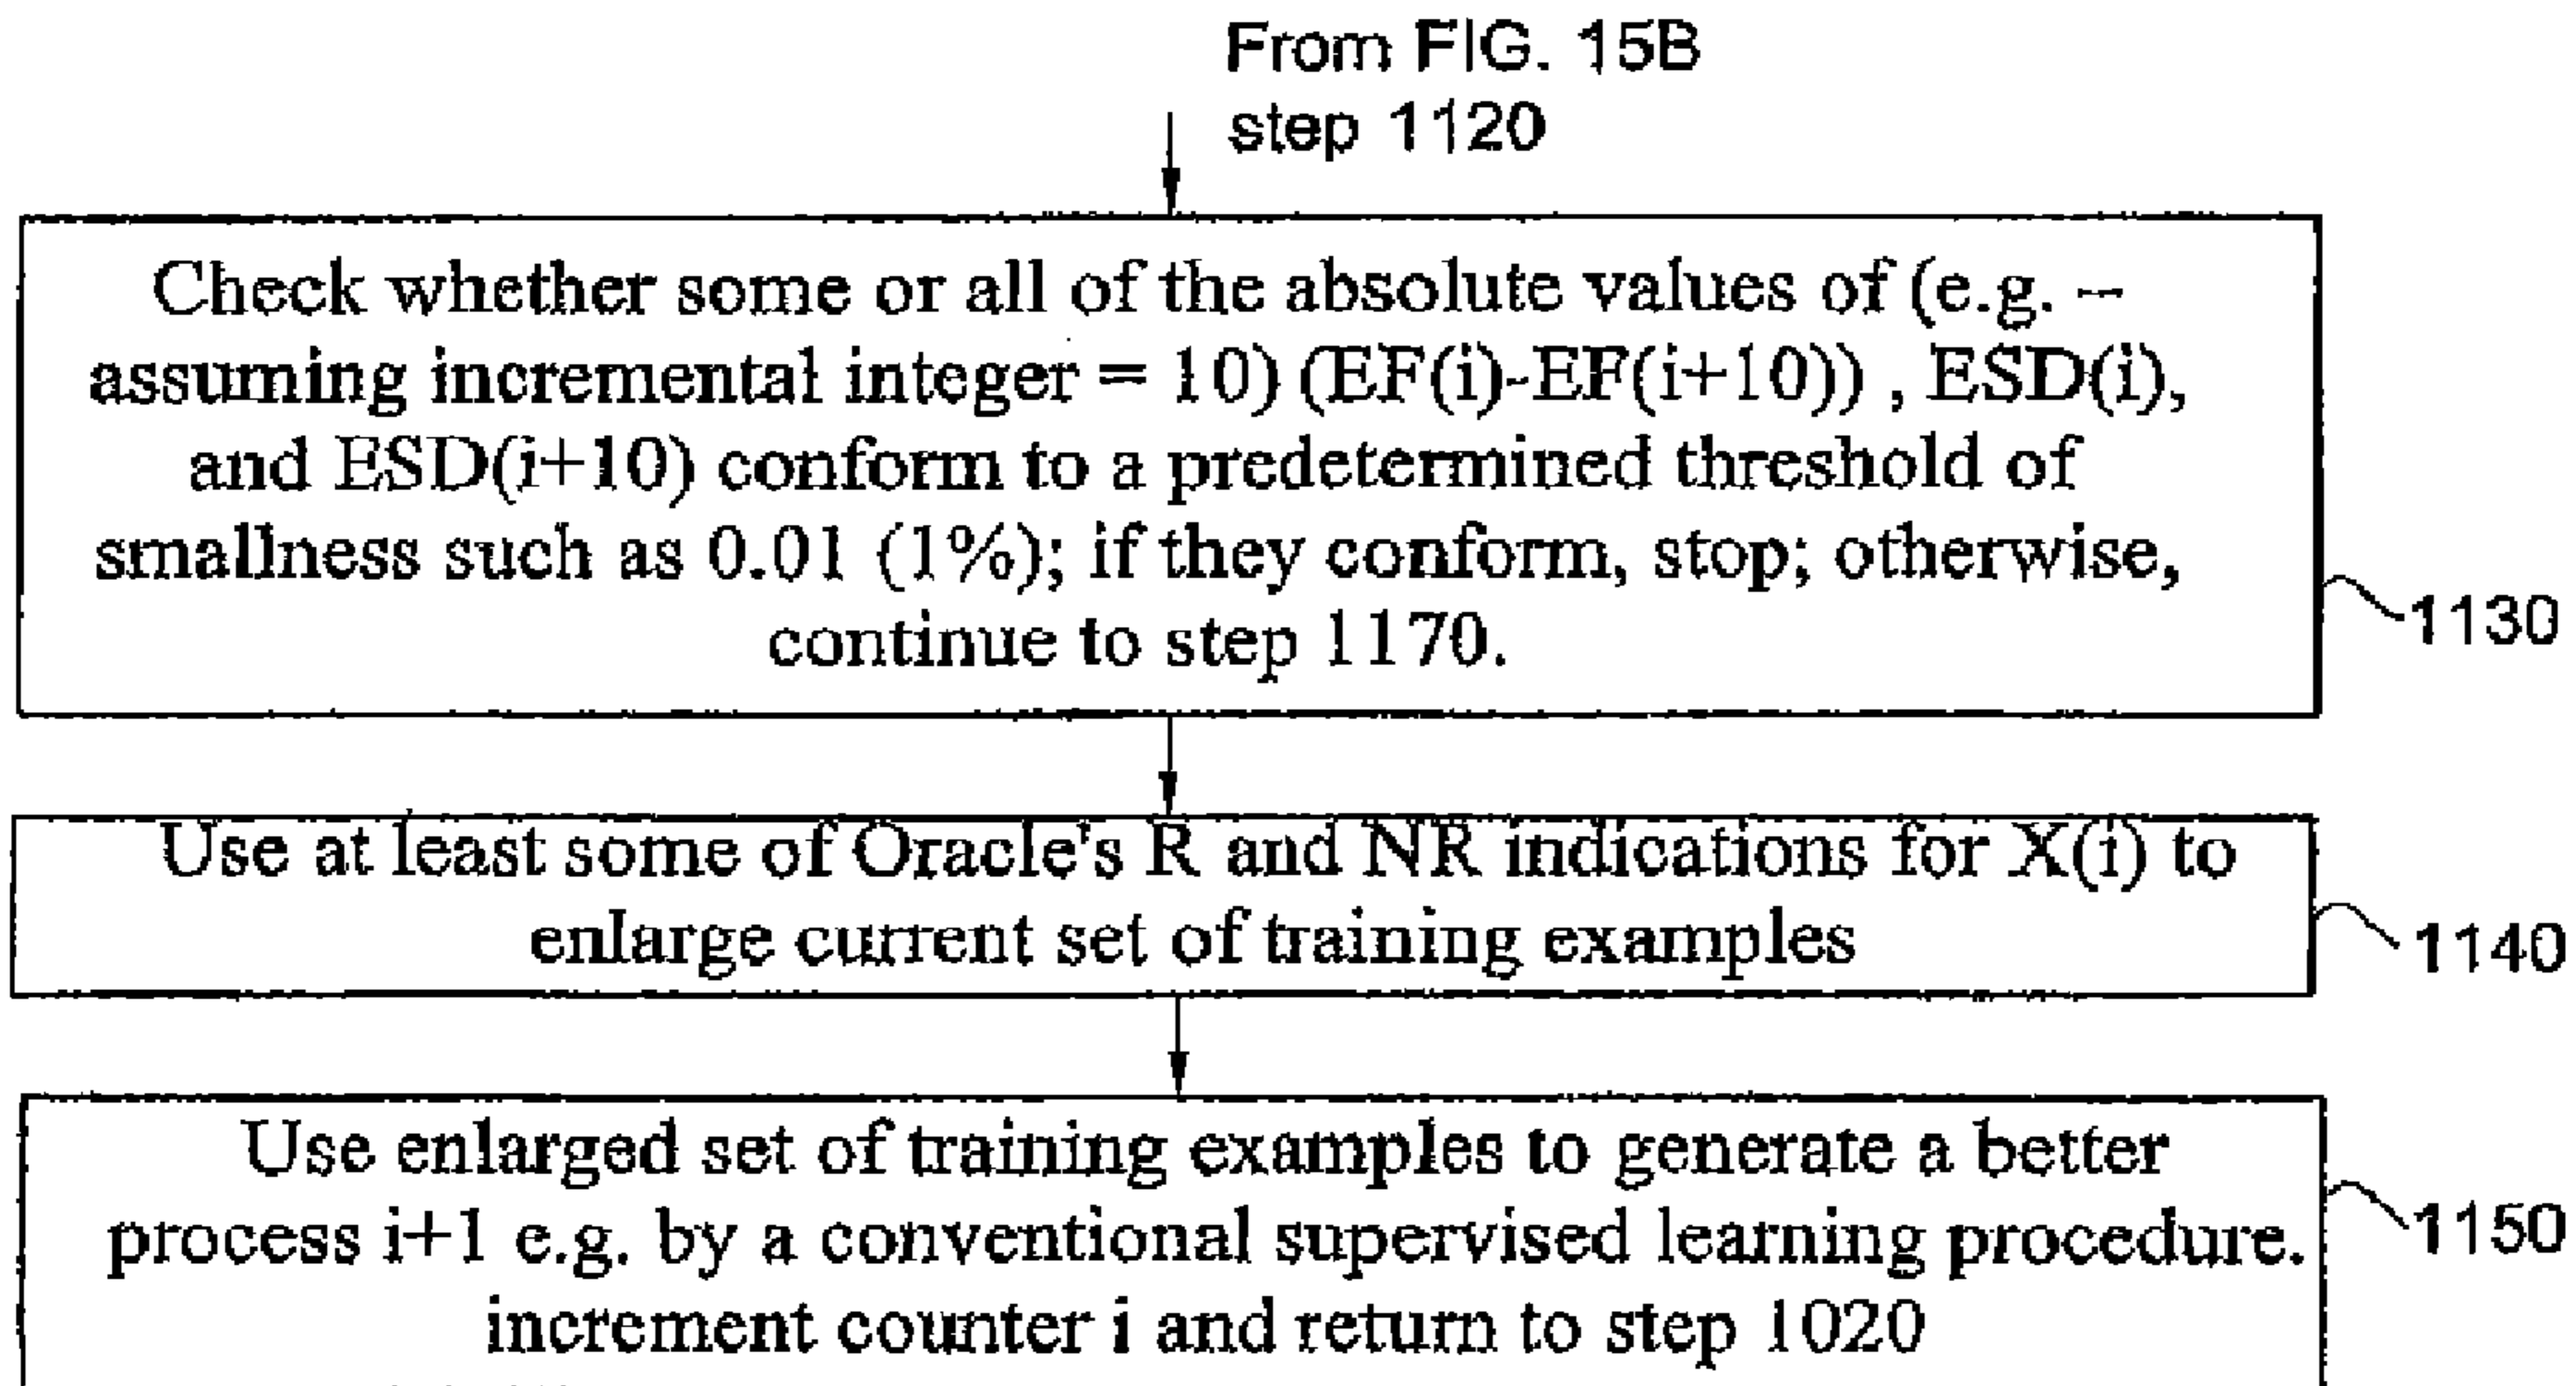 From FIG. 15B
step 1120
Check whether some or all of the absolute values of (e.g. --
assuming incremental integer = 10) (EF(i)-EF(i+10)) , ESD(i),
and ESD(i+10) conform to a predetermined threshold of
smallness such as 0.01 (1%); if they conform, stop; otherwise,
continue to step 1170.
1130
Use at least some of Oracle's R and NR indications for X(i) to
enlarge current set of training examples
1140
Use enlarged set of training examples to generate a better
process i+1 e.g. by a conventional supervised learning procedure.
increment counter i and return to step 1020
1150